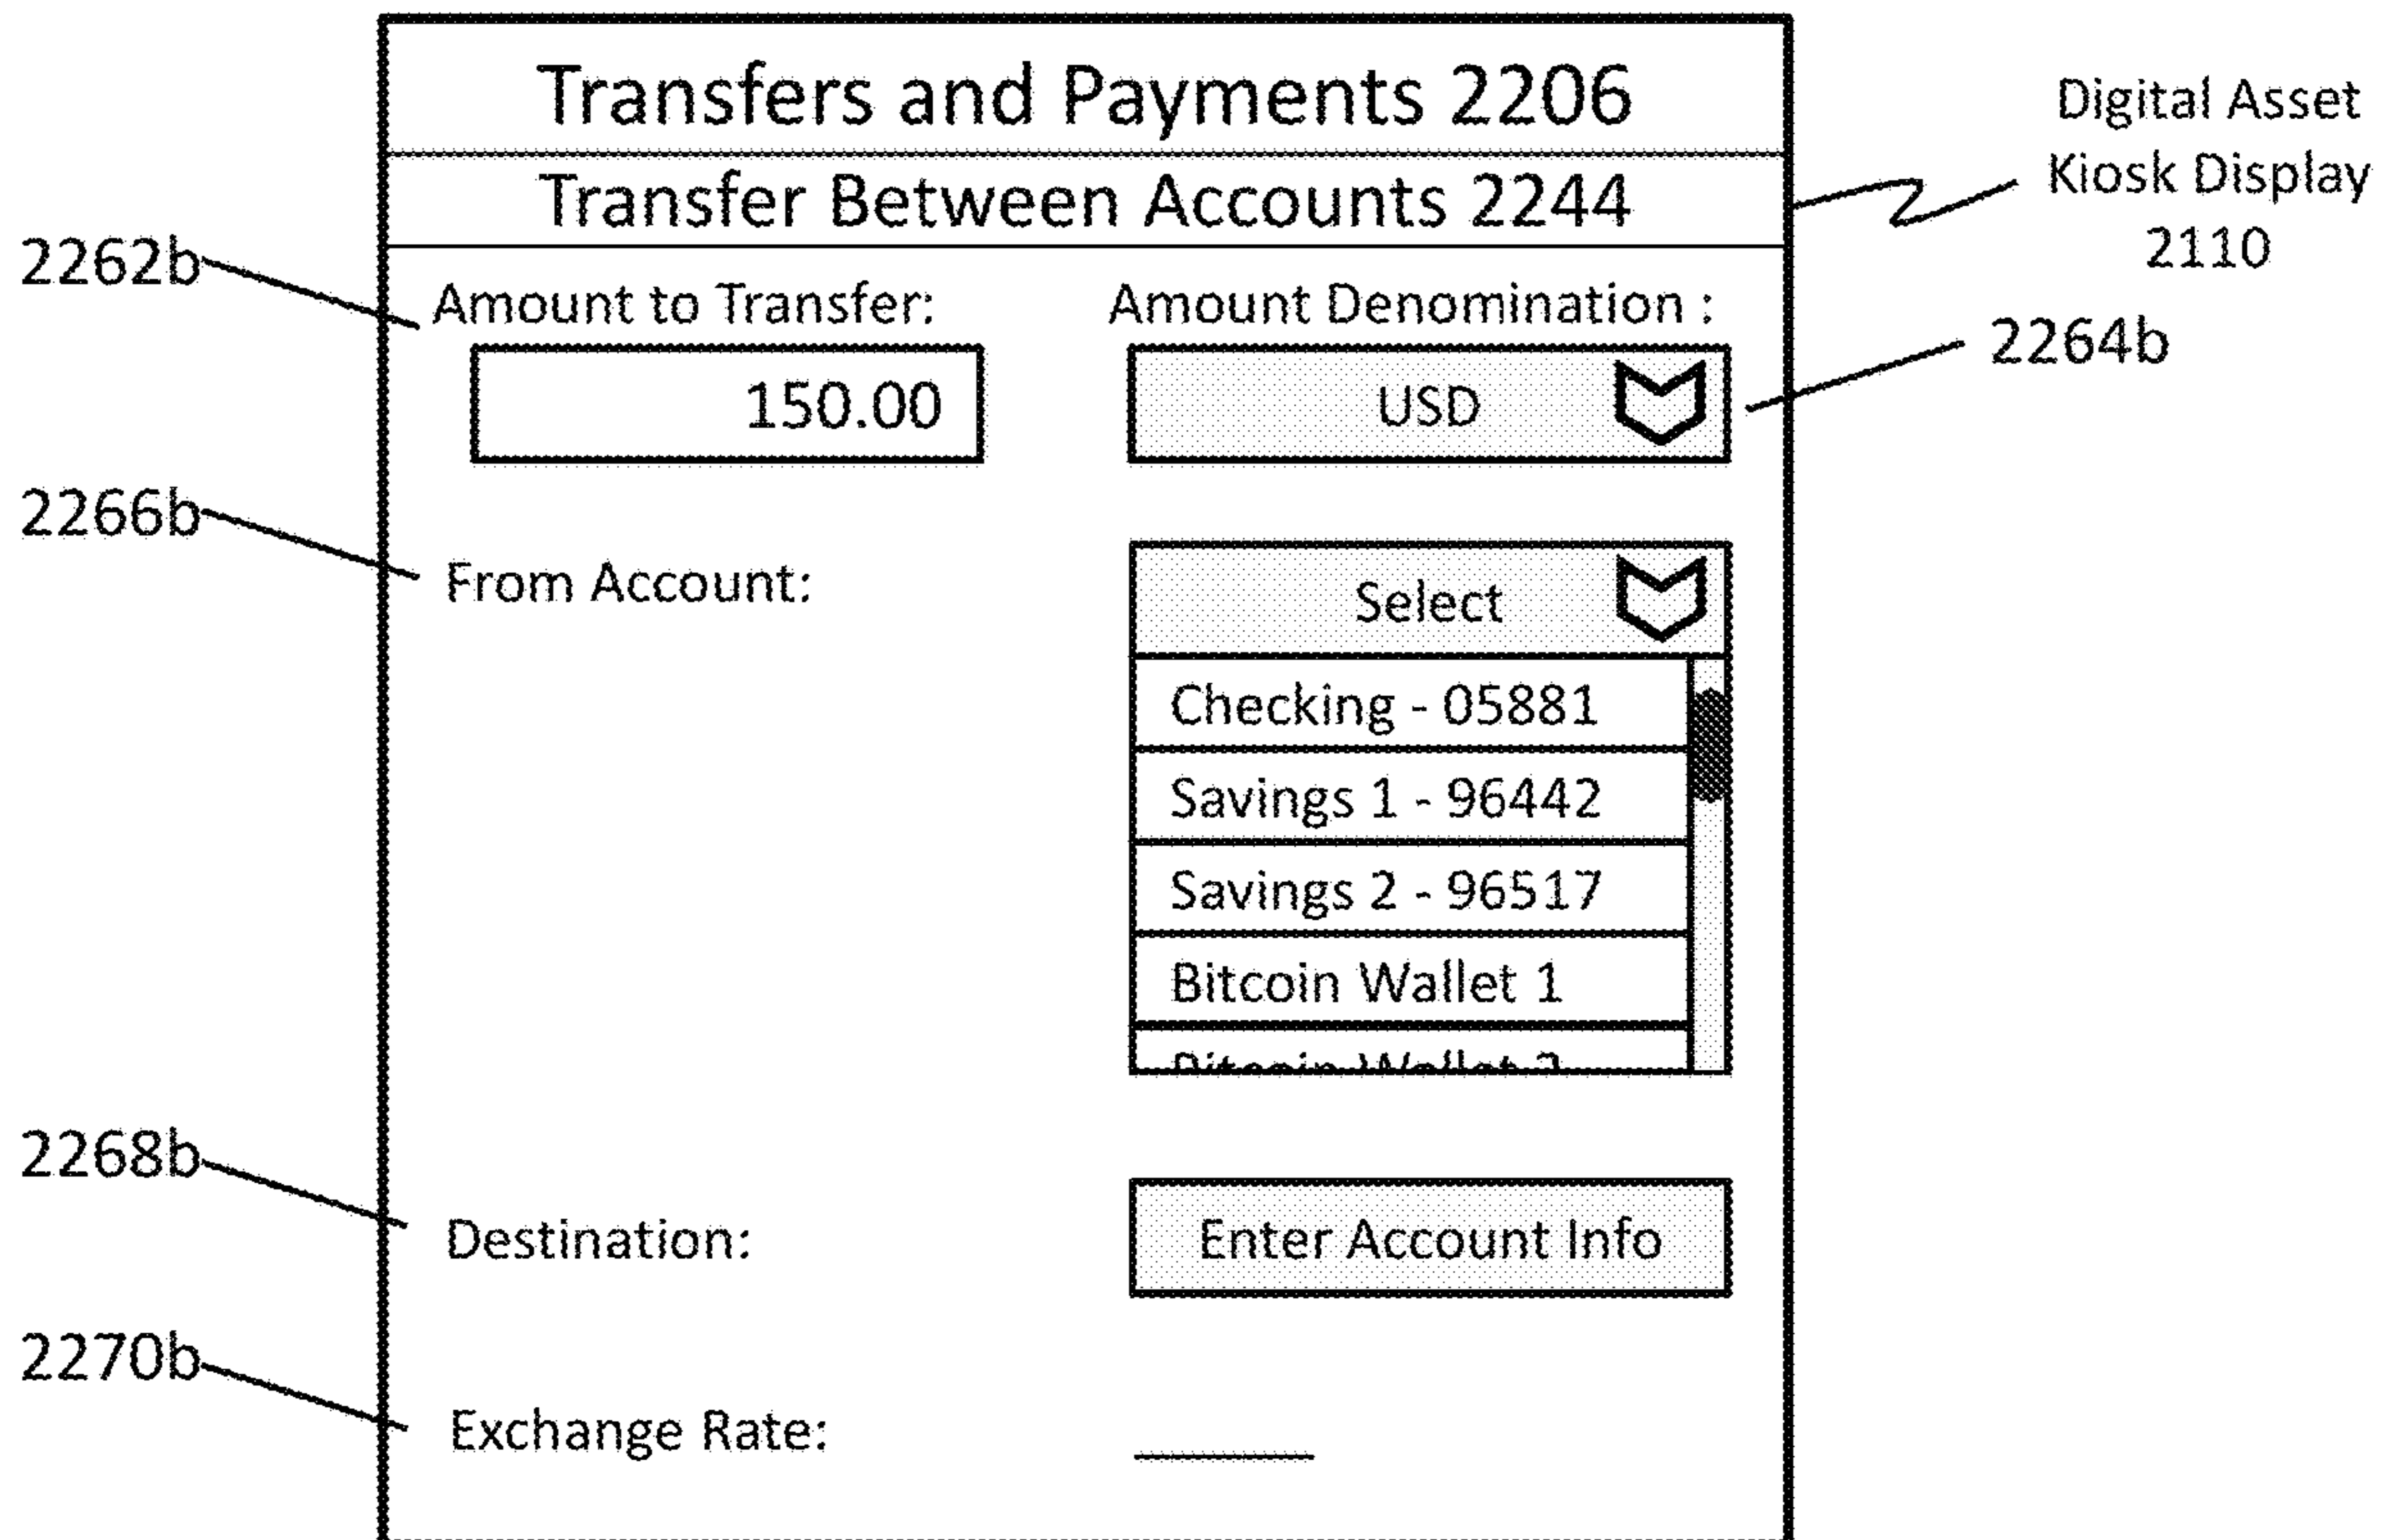 Transfers and Payments 2206
Digital Asset
Kiosk Display
2110
Transfer Between Accounts 2244
2262b
Amount to Transfer:
Amount Denomination :
2264b
150.00
USD
2266b
From Account:
Select
Checking - 05881
Savings 1 - 96442
Savings 2 - 96517
Bitcoin Wallet 1
Bitcoin Wallet
2268b
Destination:
Enter Account Info
2270b
Exchange Rate: